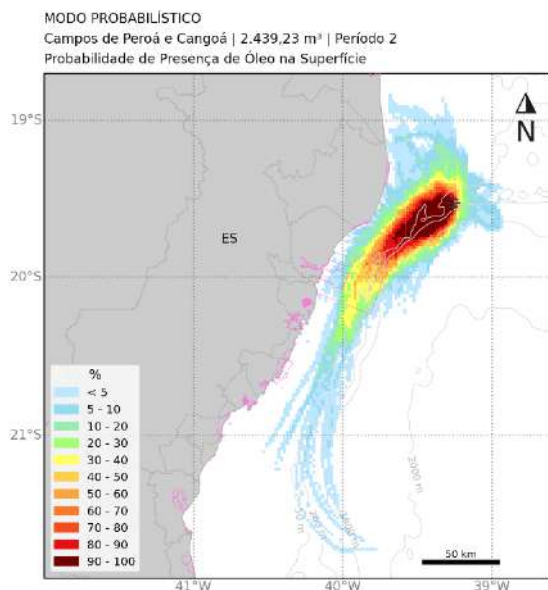 MODO PROBABILÍSTICO
Campos de Peroá e Cangoá | 2.439,23 m³ | Período 2
Probabilidade de Presença de Óleo na Superfície
19°S
N
ES
20°S
%
< 5
5 - 10
10 - 20
20 - 30
30 - 40
40 - 50
50 - 60
60 - 70
70 - 80
80 - 90
90 - 100
21°S
2000 m
50 m
50 km
41°W
40°W
39°W